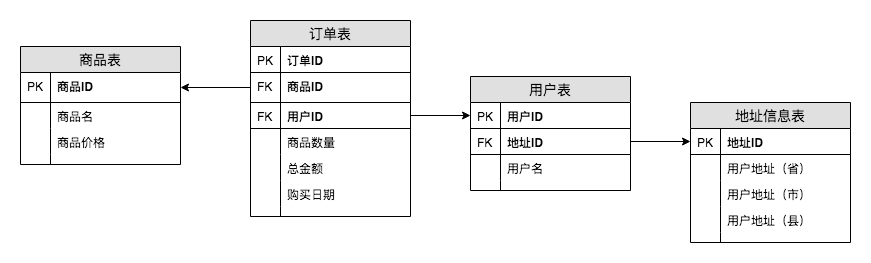 商品表
PK 商品ID
商品名
商品价格
订单表
PK 订单ID
FK 商品ID
FK 用户ID
商品数量
总金额
购买日期
用户表
PK 用户ID
FK 地址ID
用户名
地址信息表
PK 地址ID
用户地址（省）
用户地址（市）
用户地址（县）